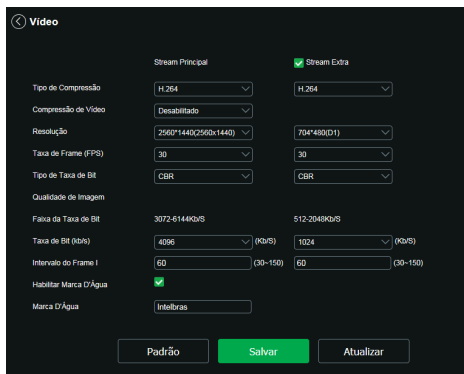 Vídeo
Stream Principal Stream Extra
Tipo de Compressão H.264 H.264
Compressão de Vídeo Desabilitado
Resolução 2560*1440(2560x1440) 704*480(D1)
Taxa de Frame (FPS) 30 30
Tipo de Taxa de Bit CBR CBR
Qualidade de Imagem
Faixa da Taxa de Bit 3072-6144Kb/S 512-2048Kb/S
Taxa de Bit (kb/s) 4096 (Kb/S) 1024 (Kb/S)
Intervalo do Frame I 60 (30~150) 60 (30~150)
Habilitar Marca D'Água
Marca D'Água Intelbras
Padrão Salvar Atualizar